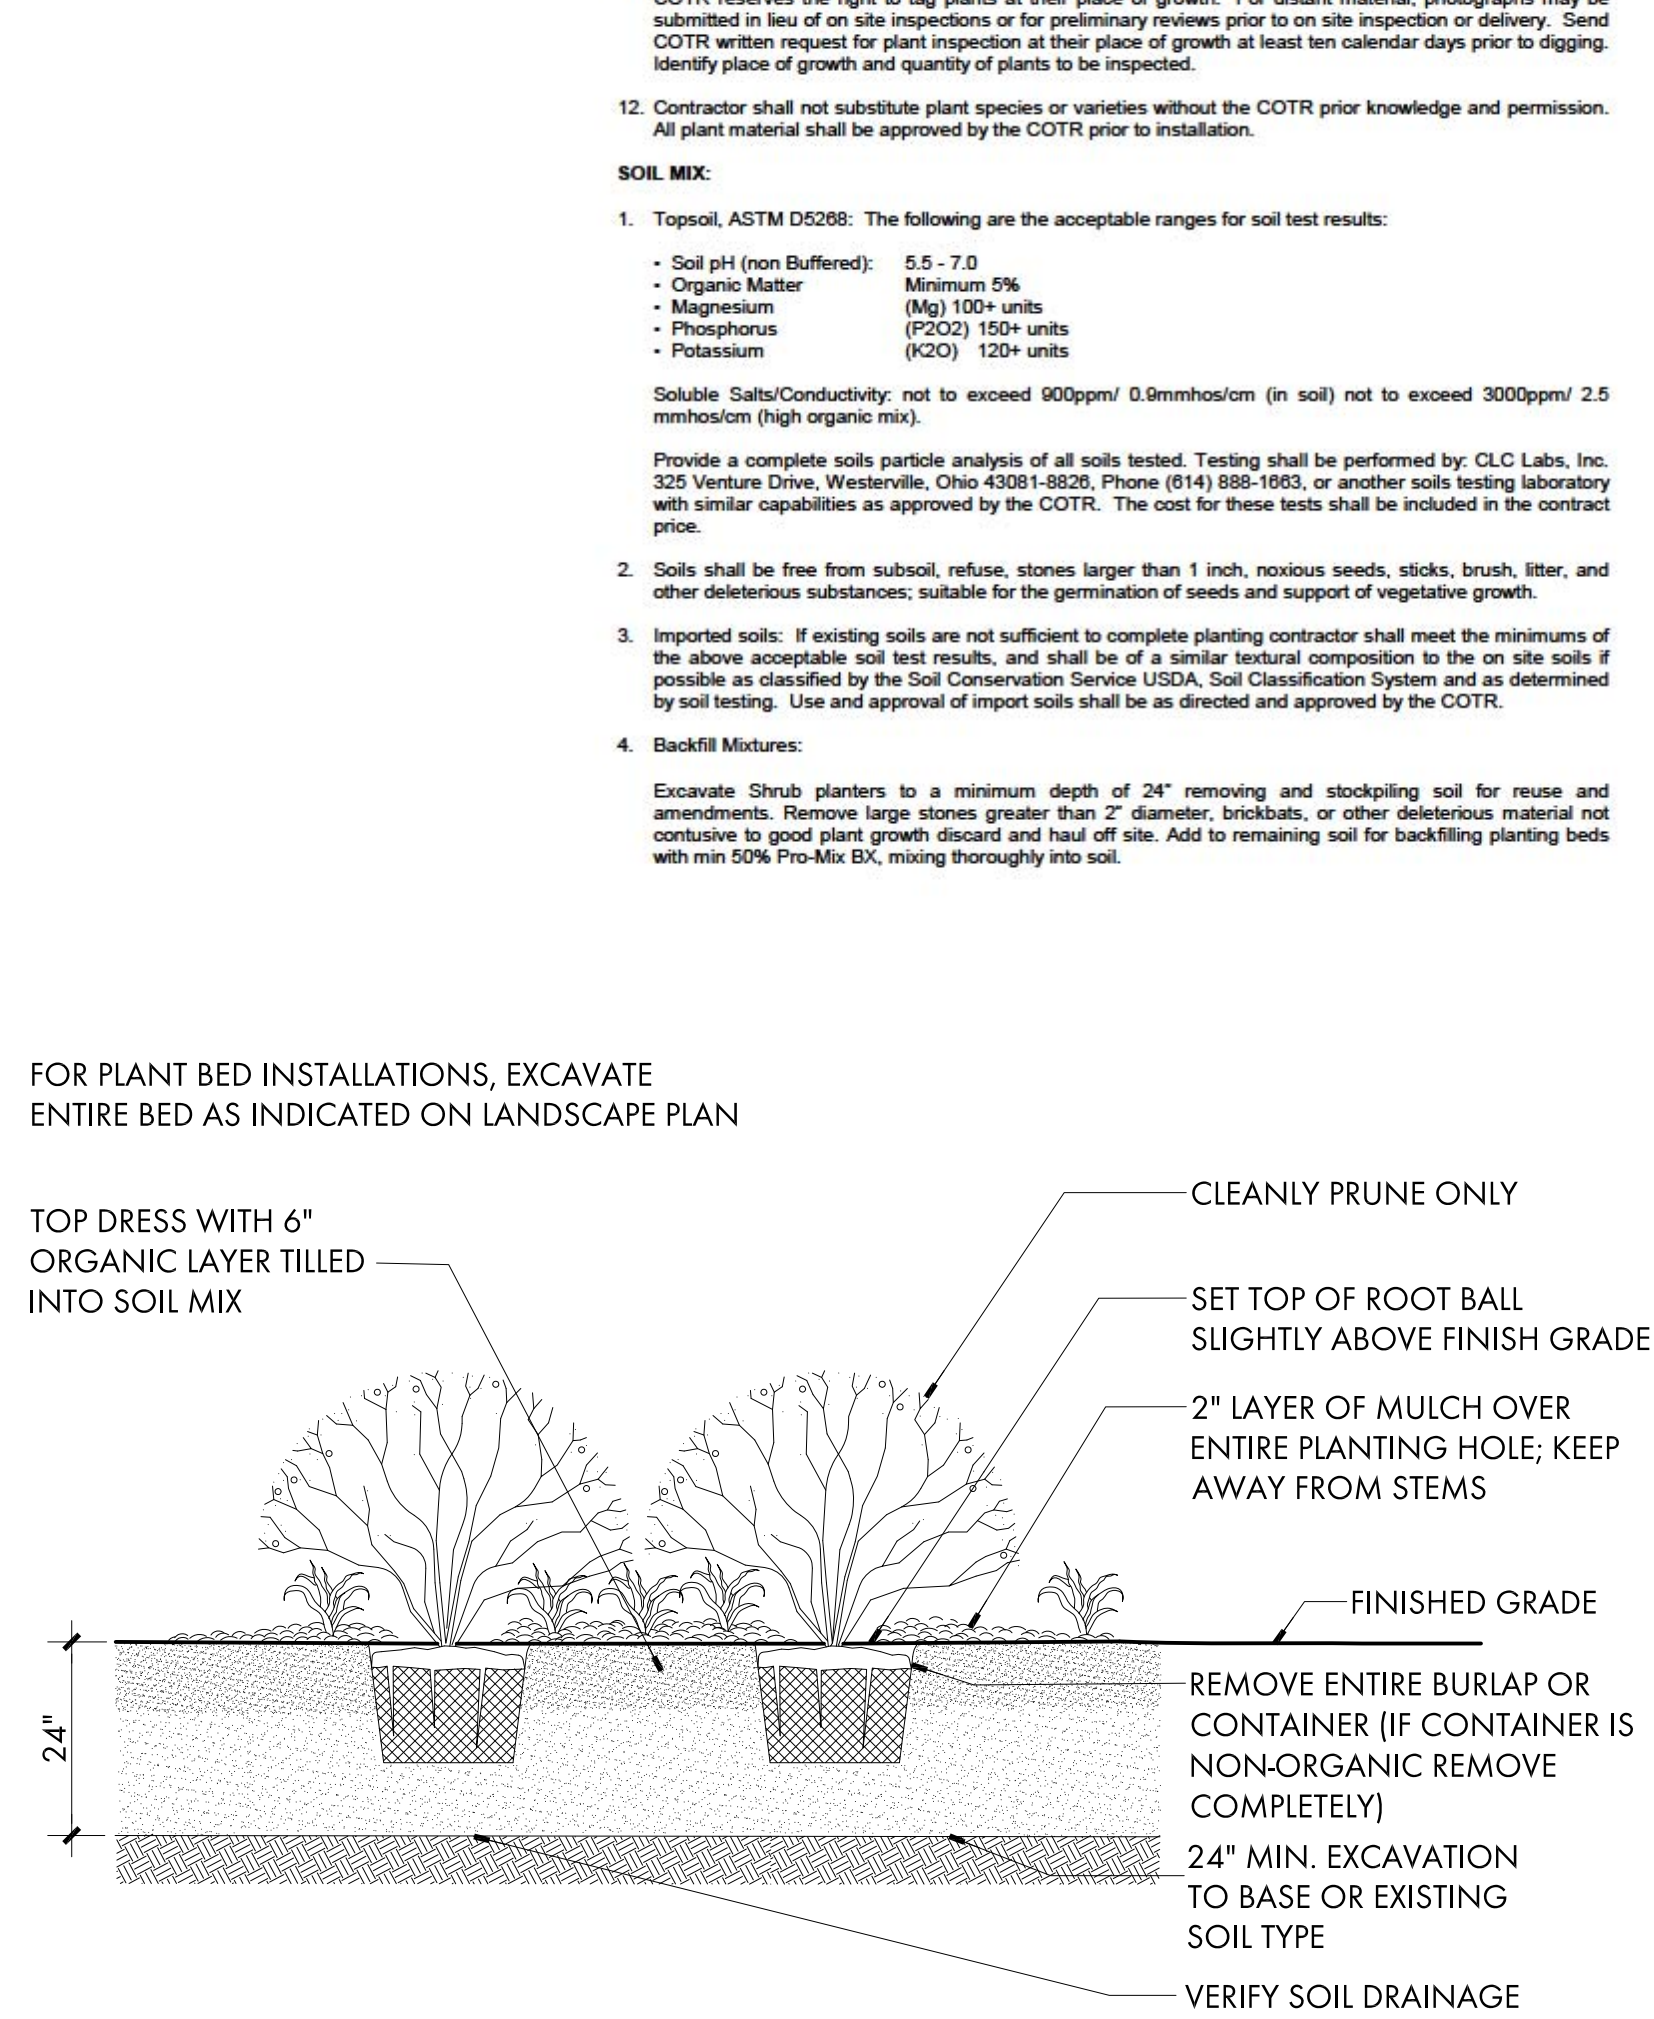 COTR reserves the right to tag plants at their place of growth. For distant material, photographs may be
submitted in lieu of on site inspections or for preliminary reviews prior to on site inspection or delivery. Send
COTR written request for plant inspection at their place of growth at least ten calendar days prior to digging.
Identify place of growth and quantity of plants to be inspected.
12. Contractor shall not substitute plant species or varieties without the COTR prior knowledge and permission.
All plant material shall be approved by the COTR prior to installation.
SOIL MIX:
1. Topsoil, ASTM D5268: The following are the acceptable ranges for soil test results:
- Soil pH (non Buffered): 5.5 - 7.0
- Organic Matter Minimum 5%
- Magnesium (Mg) 100+ units
- Phosphorus (P2O2) 150+ units
- Potassium (K2O) 120+ units
Soluble Salts/Conductivity: not to exceed 900ppm/ 0.9mmhos/cm (in soil) not to exceed 3000ppm/ 2.5
mmhos/cm (high organic mix).
Provide a complete soils particle analysis of all soils tested. Testing shall be performed by: CLC Labs, Inc.
325 Venture Drive, Westerville, Ohio 43081-8826, Phone (614) 888-1663, or another soils testing laboratory
with similar capabilities as approved by the COTR. The cost for these tests shall be included in the contract
price.
2. Soils shall be free from subsoil, refuse, stones larger than 1 inch, noxious seeds, sticks, brush, litter, and
other deleterious substances; suitable for the germination of seeds and support of vegetative growth.
3. Imported soils: If existing soils are not sufficient to complete planting contractor shall meet the minimums of
the above acceptable soil test results, and shall be of a similar textural composition to the on site soils if
possible as classified by the Soil Conservation Service USDA, Soil Classification System and as determined
by soil testing. Use and approval of import soils shall be as directed and approved by the COTR.
4. Backfill Mixtures:
Excavate Shrub planters to a minimum depth of 24" removing and stockpiling soil for reuse and
amendments. Remove large stones greater than 2" diameter, brickbats, or other deleterious material not
contusive to good plant growth discard and haul off site. Add to remaining soil for backfilling planting beds
with min 50% Pro-Mix BX, mixing thoroughly into soil.
FOR PLANT BED INSTALLATIONS, EXCAVATE
ENTIRE BED AS INDICATED ON LANDSCAPE PLAN
TOP DRESS WITH 6"
ORGANIC LAYER TILLED
INTO SOIL MIX
CLEANLY PRUNE ONLY
SET TOP OF ROOT BALL
SLIGHTLY ABOVE FINISH GRADE
2" LAYER OF MULCH OVER
ENTIRE PLANTING HOLE; KEEP
AWAY FROM STEMS
FINISHED GRADE
24"
REMOVE ENTIRE BURLAP OR
CONTAINER (IF CONTAINER IS
NON-ORGANIC REMOVE
COMPLETELY)
24" MIN. EXCAVATION
TO BASE OR EXISTING
SOIL TYPE
VERIFY SOIL DRAINAGE